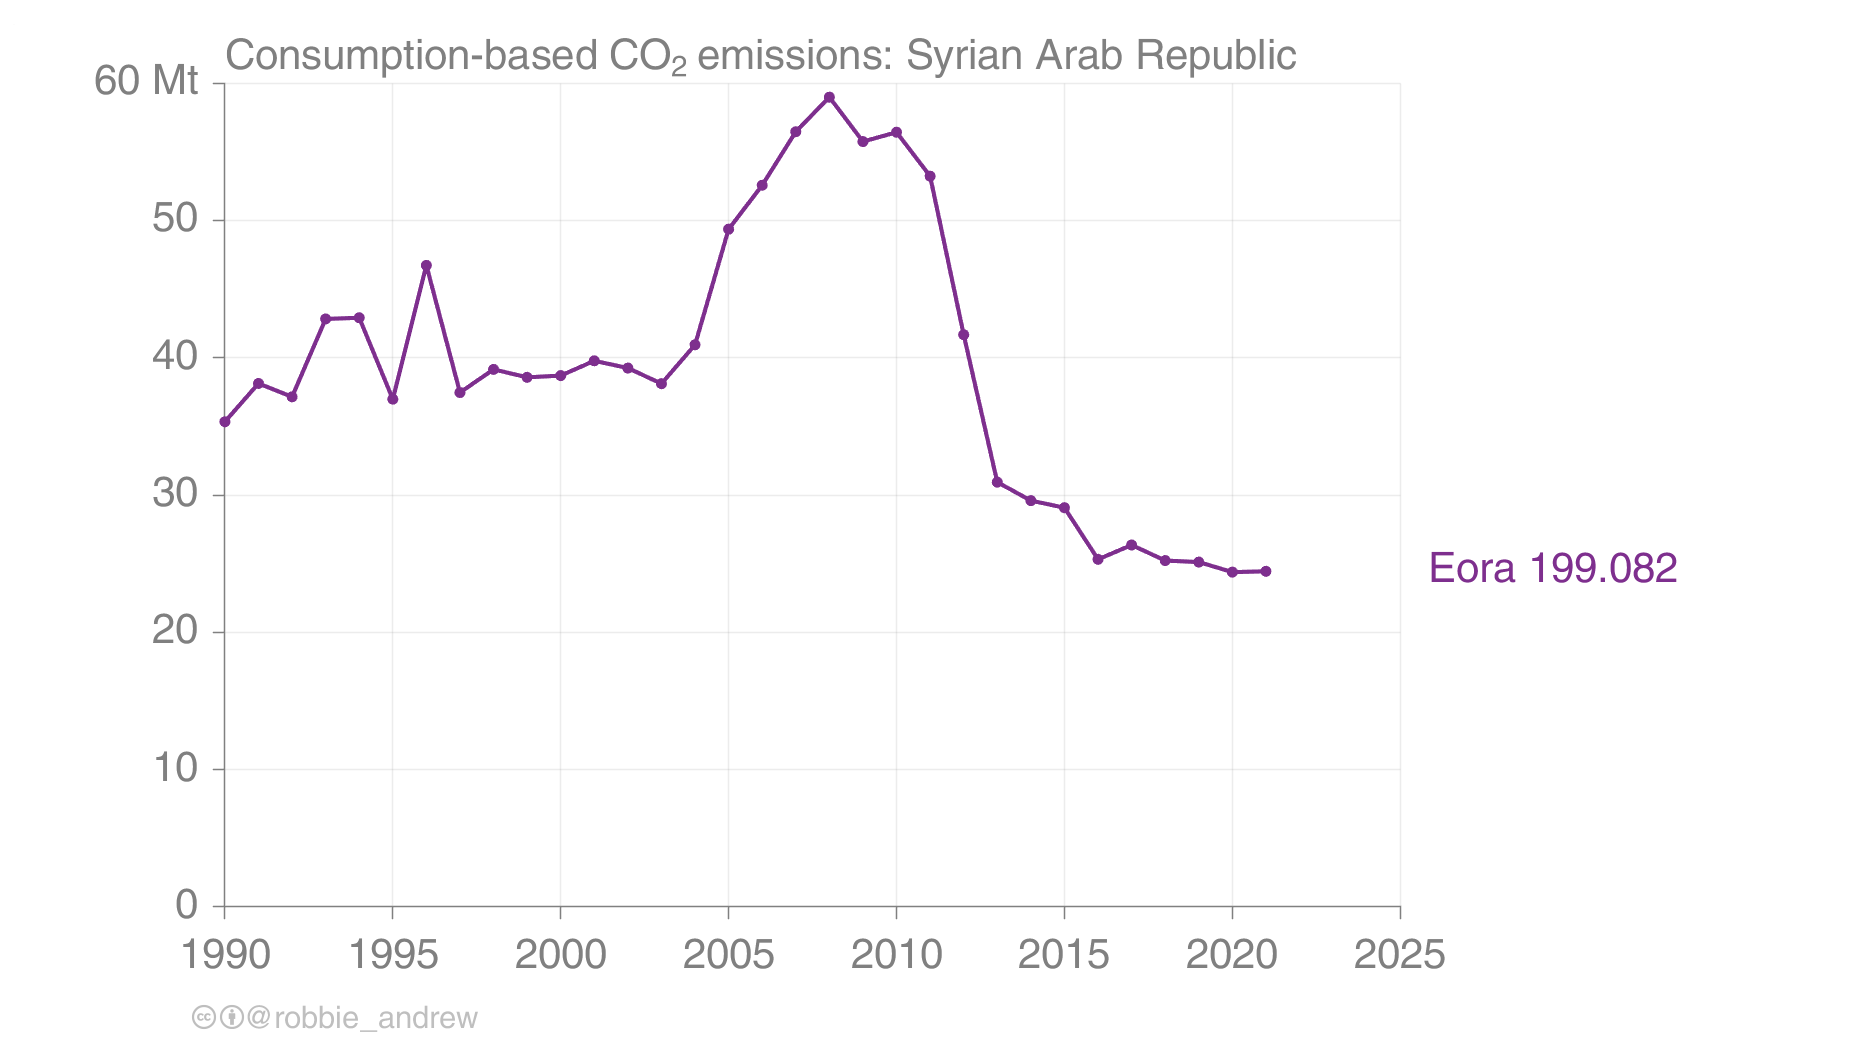 Consumption-based CO₂ emissions: Syrian Arab Republic
60 Mt
50
40
30
20
10
0
Eora 199.082
1990 1995 2000 2005 2010 2015 2020 2025
@robbie_andrew